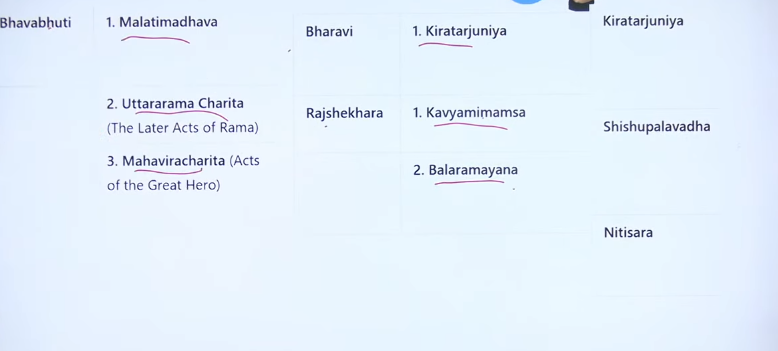 Bhavabhuti
1. Malatimadhava
2. Uttararama Charita
(The Later Acts of Rama)
3. Mahaviracharita (Acts
of the Great Hero)
Bharavi
1. Kiratarjuniya
Rajshekhara
1. Kavyamimamsa
2. Balaramayana
Kiratarjuniya
Shishupalavadha
Nitisara